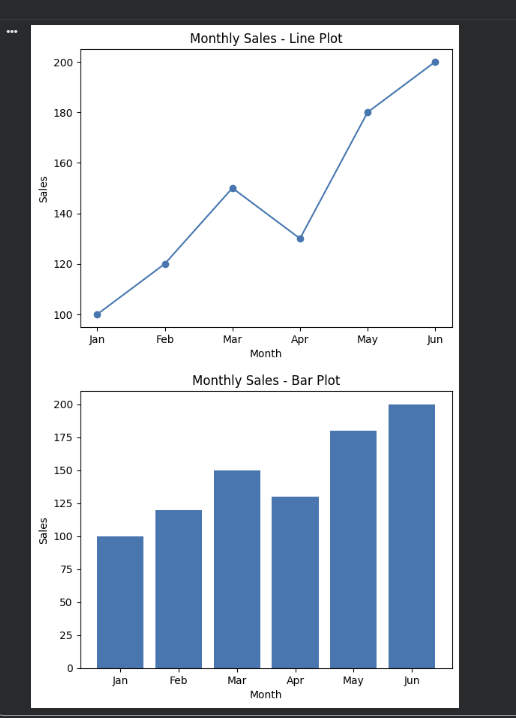 Monthly Sales - Line Plot
200
180
160
140
120
100
Sales
Jan Feb Mar Apr May Jun
Month
Monthly Sales - Bar Plot
200
175
150
125
100
75
50
25
0
Sales
Jan Feb Mar Apr May Jun
Month